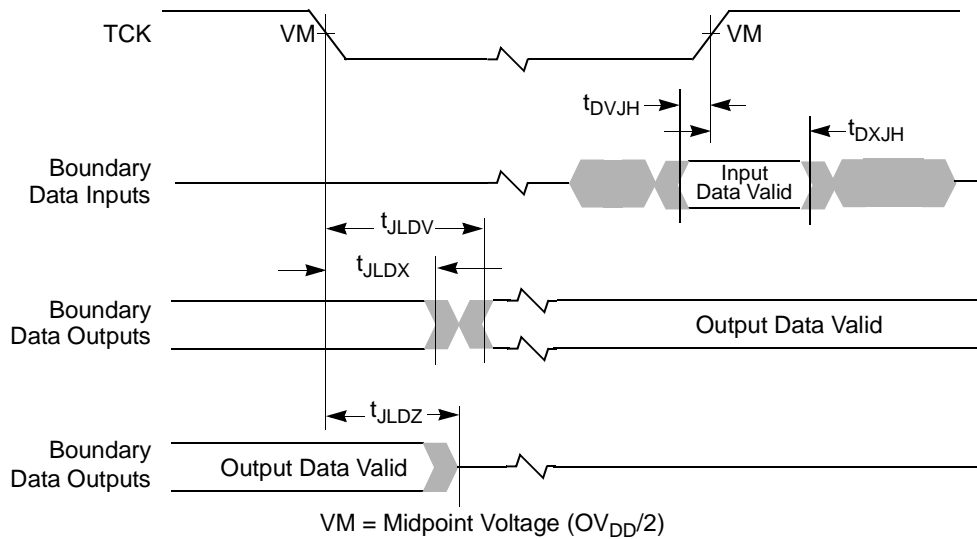 TCK
VM
VM
tDVJH
tDXJH
Boundary
Data Inputs
Input
Data Valid
tJLDV
tJLDX
Boundary
Data Outputs
Output Data Valid
tJLDZ
Boundary
Data Outputs
Output Data Valid
VM = Midpoint Voltage (OVDD/2)